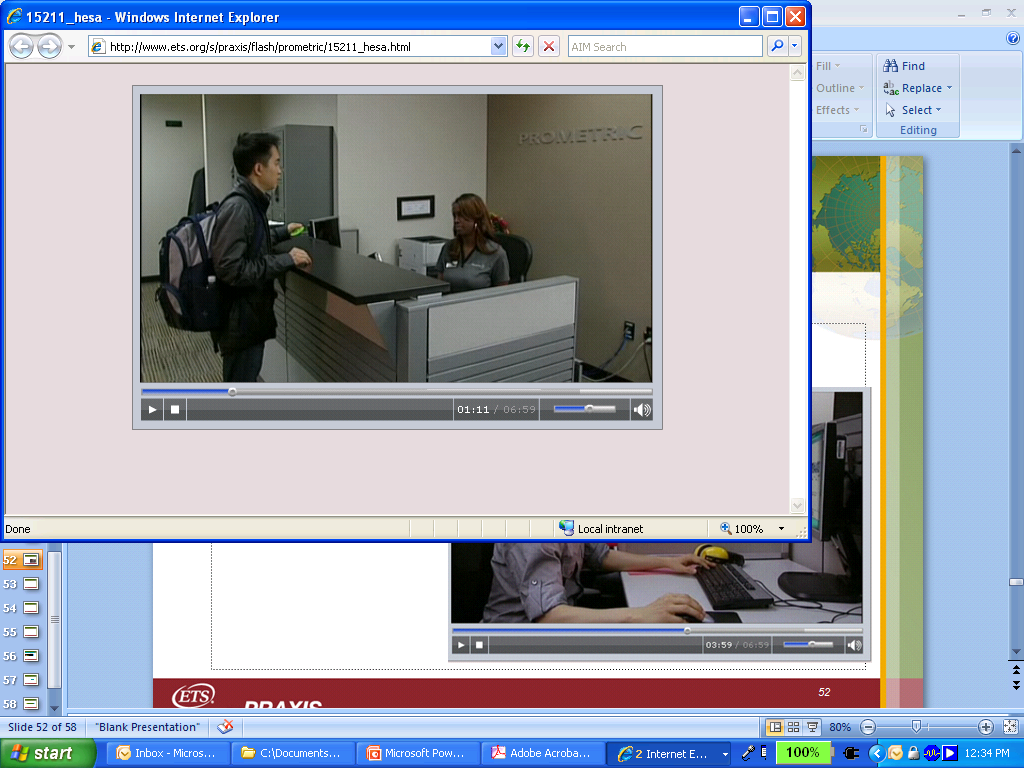 15211_hesa - Windows Internet Explorer
http://www.ets.org/s/praxis/flash/prometric/15211_hesa.html
AIM Search
PROMETRIC
01:11 / 06:59
Done
Local intranet
100%
Fill
Outline
Effects
Find
Replace
Select
Editing
52
53
54
55
56
57
58
03:59 / 06:59
ETS
PRAXIS
52
Slide 52 of 58
"Blank Presentation"
80%
start
Inbox - Micros...
C:\Documents...
Microsoft Pow...
Adobe Acroba...
2 Internet E...
100%
12:34 PM